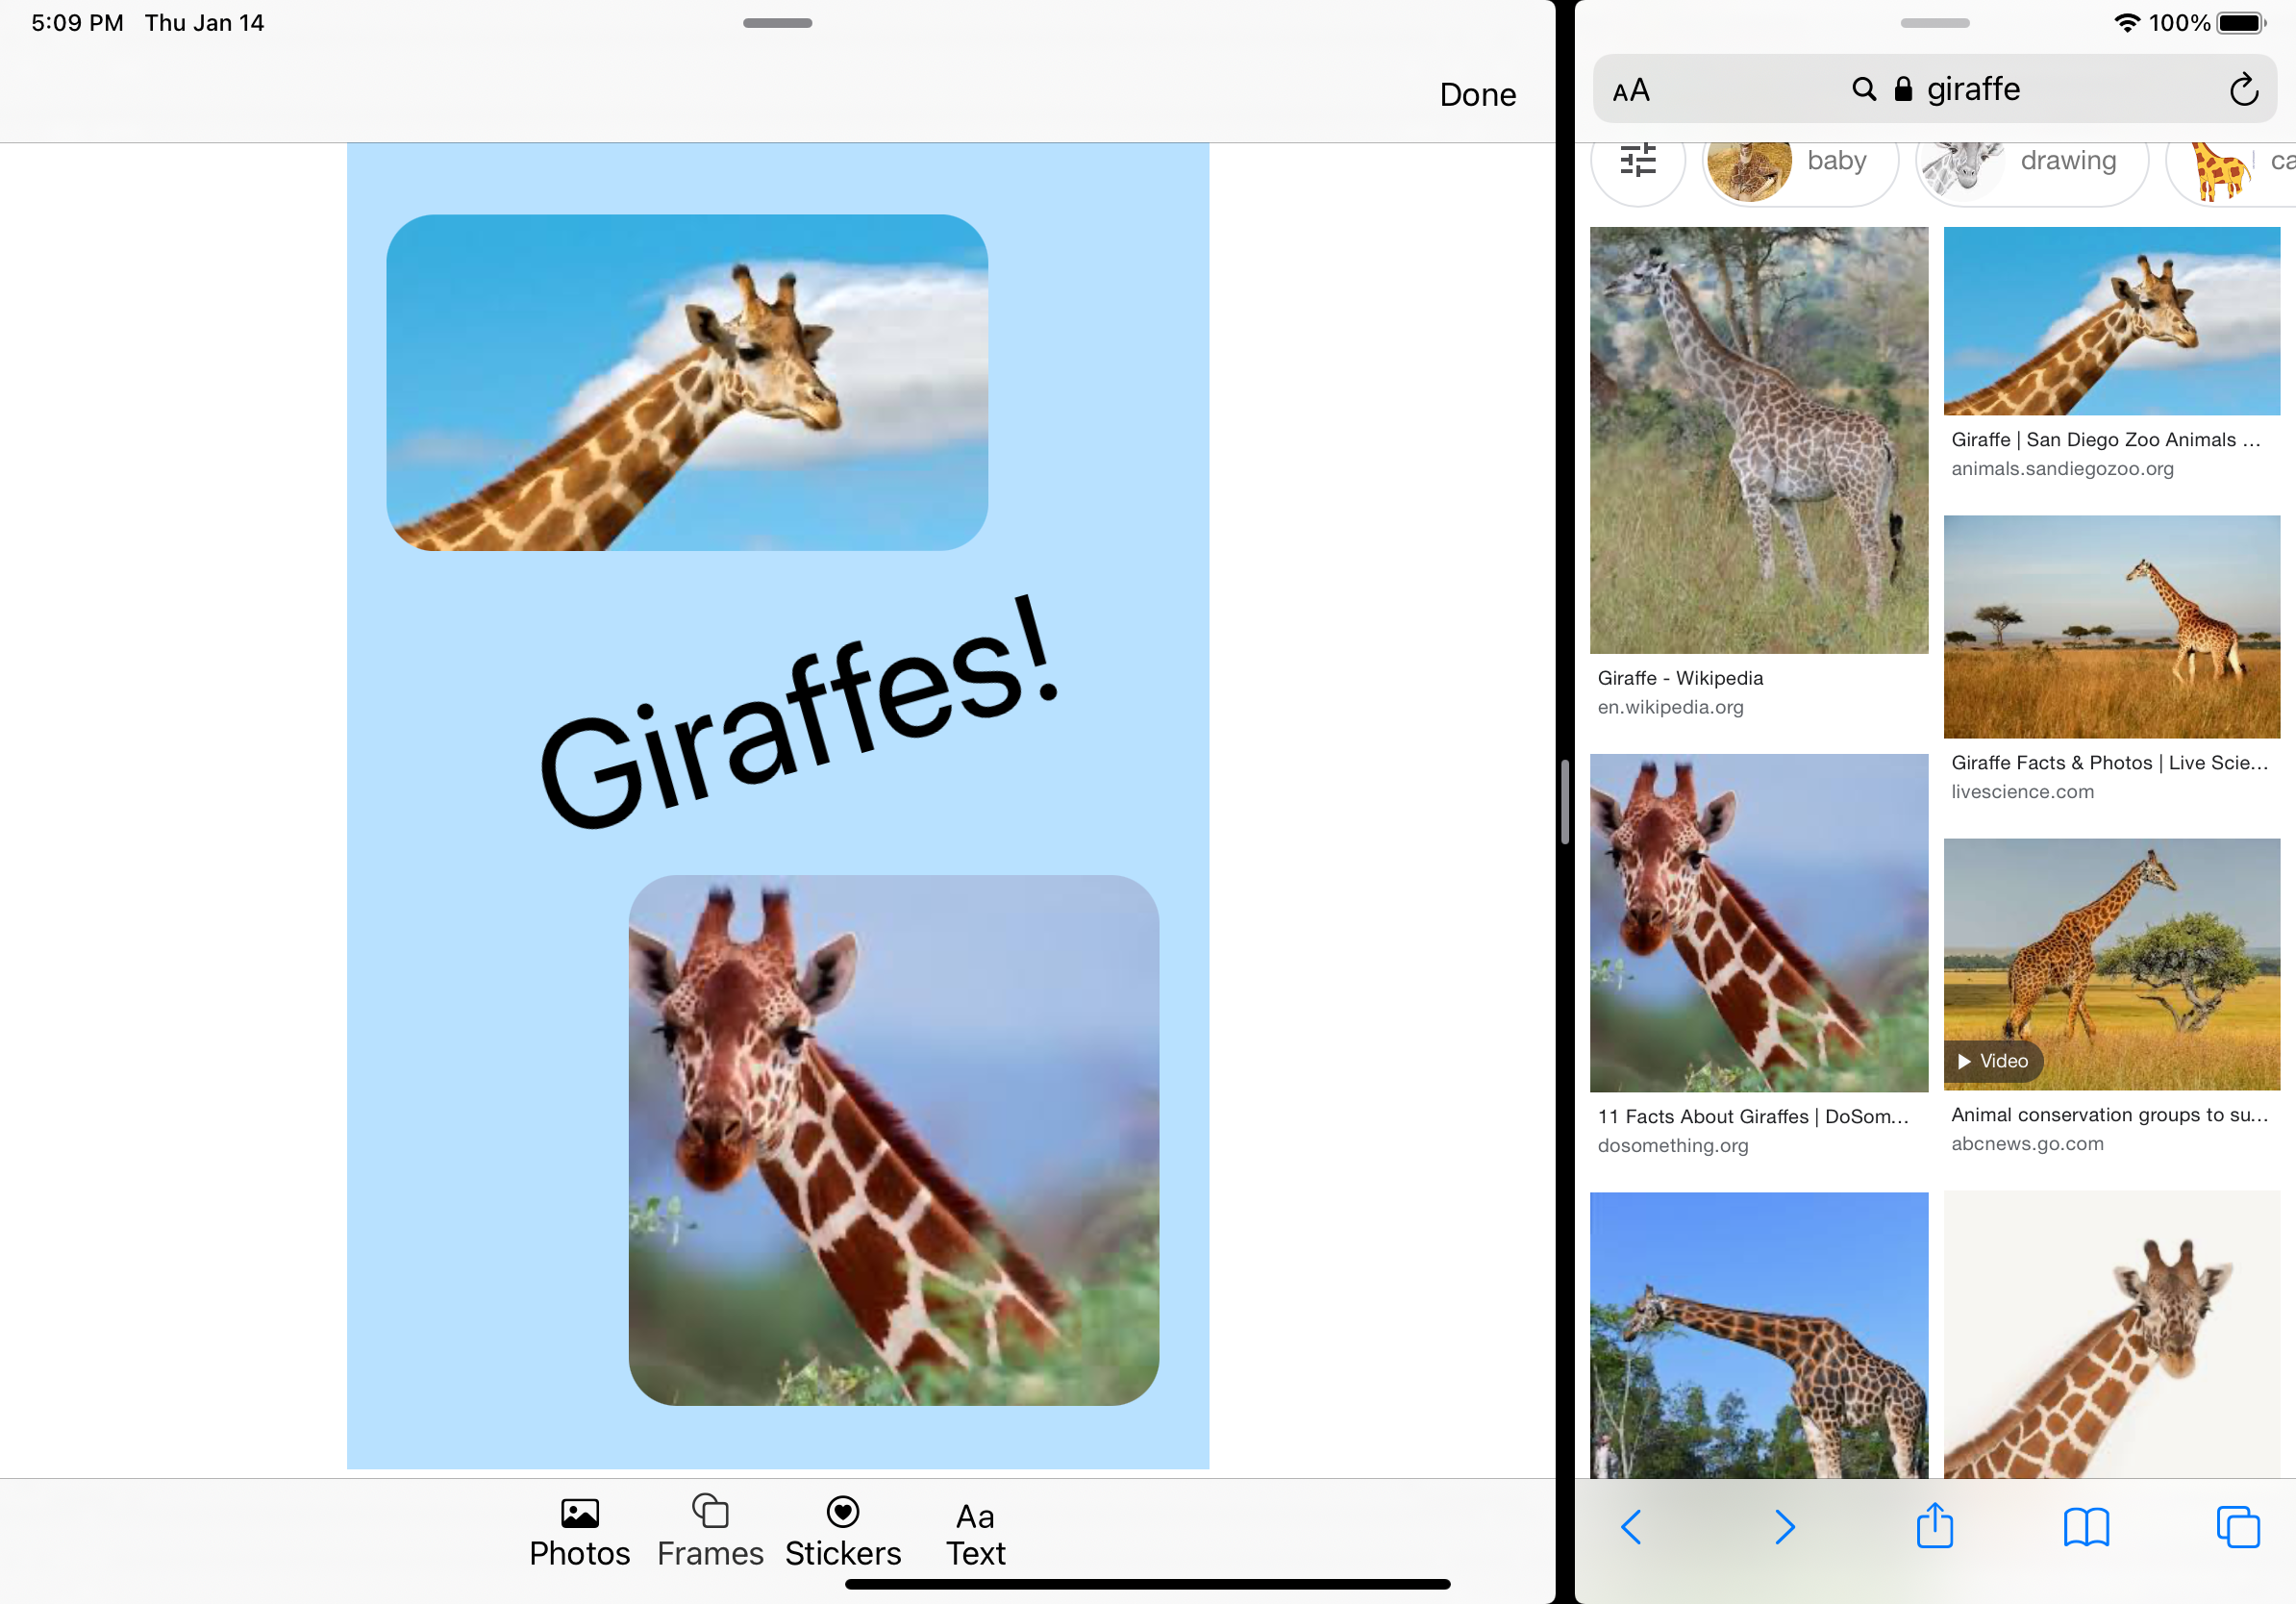 5:09 PM Thu Jan 14
Done
Giraffes!
Photos Frames Stickers Aa Text
100%
AA giraffe
baby drawing ca
Giraffe - Wikipedia
en.wikipedia.org
11 Facts About Giraffes | DoSom...
dosomething.org
Giraffe | San Diego Zoo Animals ...
animals.sandiegozoo.org
Giraffe Facts & Photos | Live Scie...
livescience.com
Video
Animal conservation groups to su...
abcnews.go.com